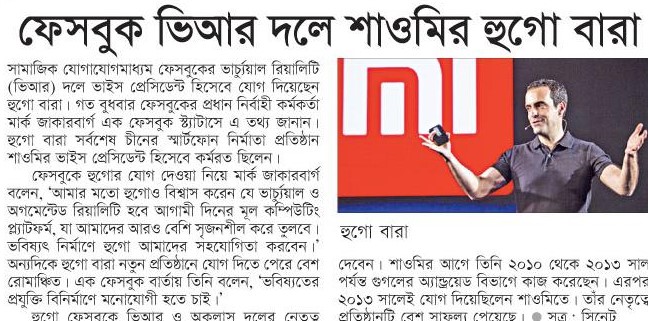 ফেসবুক ভিআর দলে শাওমির হুগো বারা
সামাজিক যোগাযোগমাধ্যম ফেসবুকের ভার্চ্যুয়াল রিয়ালিটি
(ভিআর) দলে ভাইস প্রেসিডেন্ট হিসেবে যোগ দিয়েছেন
হুগো বারা। গত বুধবার ফেসবুকের প্রধান নির্বাহী কর্মকর্তা
মার্ক জাকারবার্গ এক ফেসবুক স্ট্যাটাসে এ তথ্য জানান।
হুগো বারা সর্বশেষ চীনের স্মার্টফোন নির্মাতা প্রতিষ্ঠান
শাওমির ভাইস প্রেসিডেন্ট হিসেবে কর্মরত ছিলেন।
ফেসবুকে হুগোর যোগ দেওয়া নিয়ে মার্ক জাকারবার্গ
বলেন, ‘আমার মতো হুগোও বিশ্বাস করেন যে ভার্চ্যুয়াল ও
অগমেন্টেড রিয়ালিটি হবে আগামী দিনের মূল কম্পিউটিং
প্ল্যাটফর্ম, যা আমাদের আরও বেশি সৃজনশীল করে তুলবে।
ভবিষ্যৎ নির্মাণে হুগো আমাদের সহযোগিতা করবেন।’
অন্যদিকে হুগো বারা নতুন প্রতিষ্ঠানে যোগ দিতে পেরে বেশ
রোমাঞ্চিত। এক ফেসবুক বার্তায় তিনি বলেন, ‘ভবিষ্যতের
প্রযুক্তি বিনির্মাণে মনোযোগী হতে চাই।’
হুগো ফেসবুকে ভিআর ও অকুলাস দলের নেতৃত্ব
MI
হুগো বারা
দেবেন। শাওমির আগে তিনি ২০১০ থেকে ২০১৩ সাল
পর্যন্ত গুগলের অ্যান্ড্রয়েড বিভাগে কাজ করেছেন। এরপর
২০১৩ সালেই যোগ দিয়েছিলেন শাওমিতে। তাঁর নেতৃত্বে
প্রতিষ্ঠানটি বেশ সাফল্য পেয়েছে। ● সূত্র : সিনেট